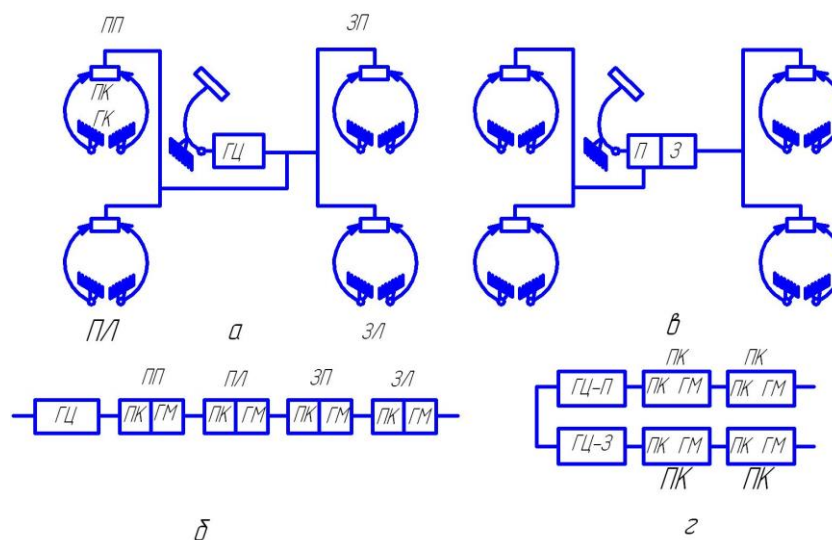 ПП
ЗП
ПК
ГК
ГЦ
П З
ПЛ
а
ЗЛ
в
ПП ПЛ ЗП ЗЛ
ГЦ ПК ГМ ПК ГМ ПК ГМ ПК ГМ
б
ПК ПК
ГЦ-П ПК ГМ ПК ГМ
ГЦ-З ПК ГМ ПК ГМ
ПК ПК
г